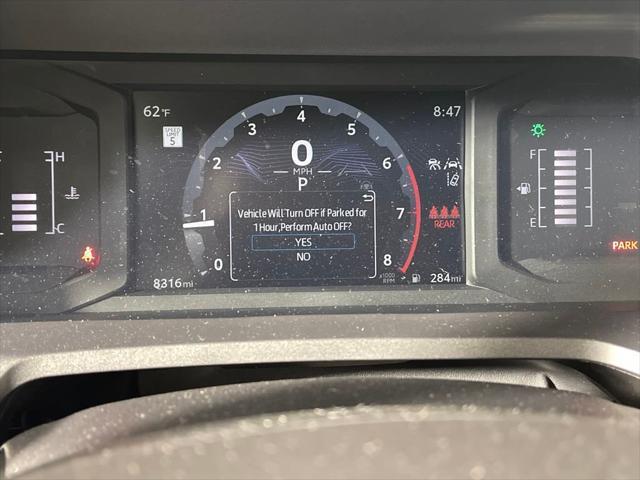 62°F
8:47
SPEED
LIMIT
5
0
1
2
3
4
5
6
7
8
0
MPH
P
Vehicle Will Turn OFF if Parked for
1 Hour,Perform Auto OFF?
YES
NO
x1000
RPM
8316mi
284mi
REAR
H
C
F
E
PARK